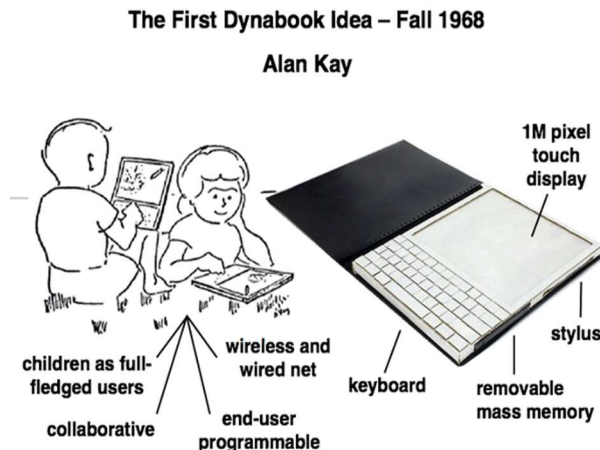 The First Dynabook Idea – Fall 1968
Alan Kay
1M pixel
touch
display
stylus
removable
mass memory
keyboard
wireless and
wired net
children as full-
fledged users
end-user
programmable
collaborative